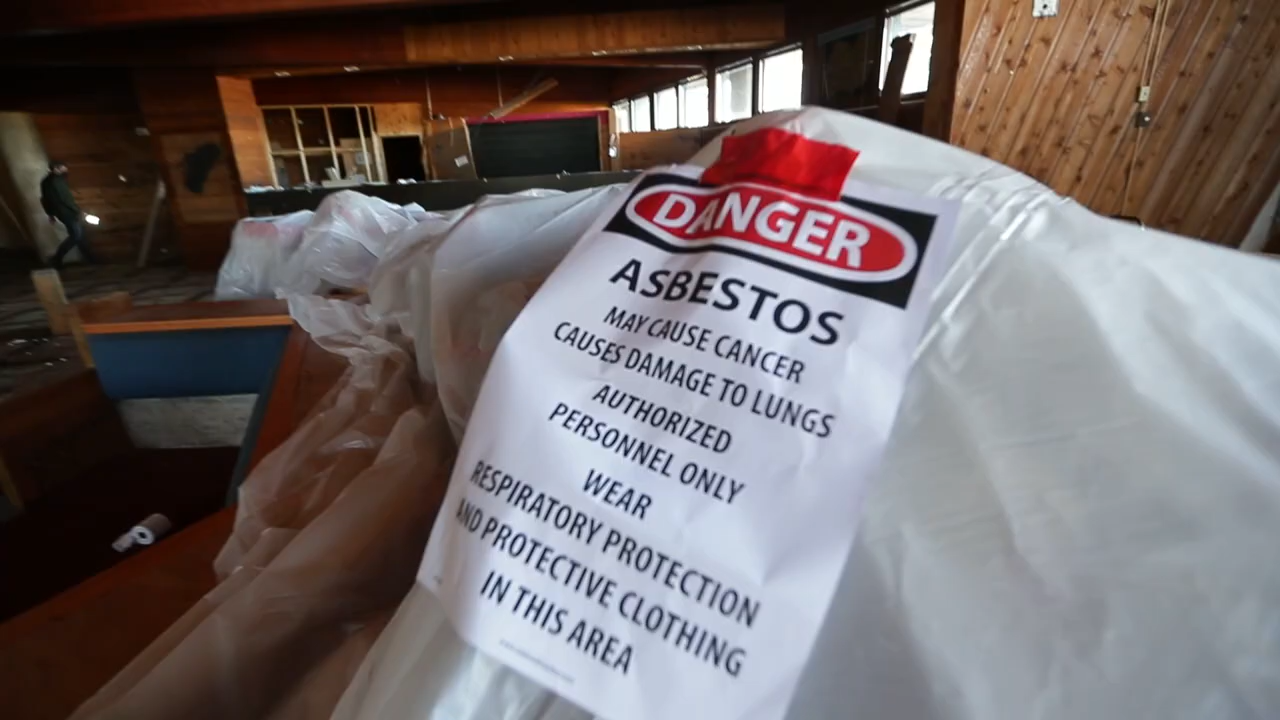 DANGER
ASBESTOS
MAY CAUSE CANCER
CAUSES DAMAGE TO LUNGS
AUTHORIZED
PERSONNEL ONLY
WEAR
RESPIRATORY PROTECTION
AND PROTECTIVE CLOTHING
IN THIS AREA